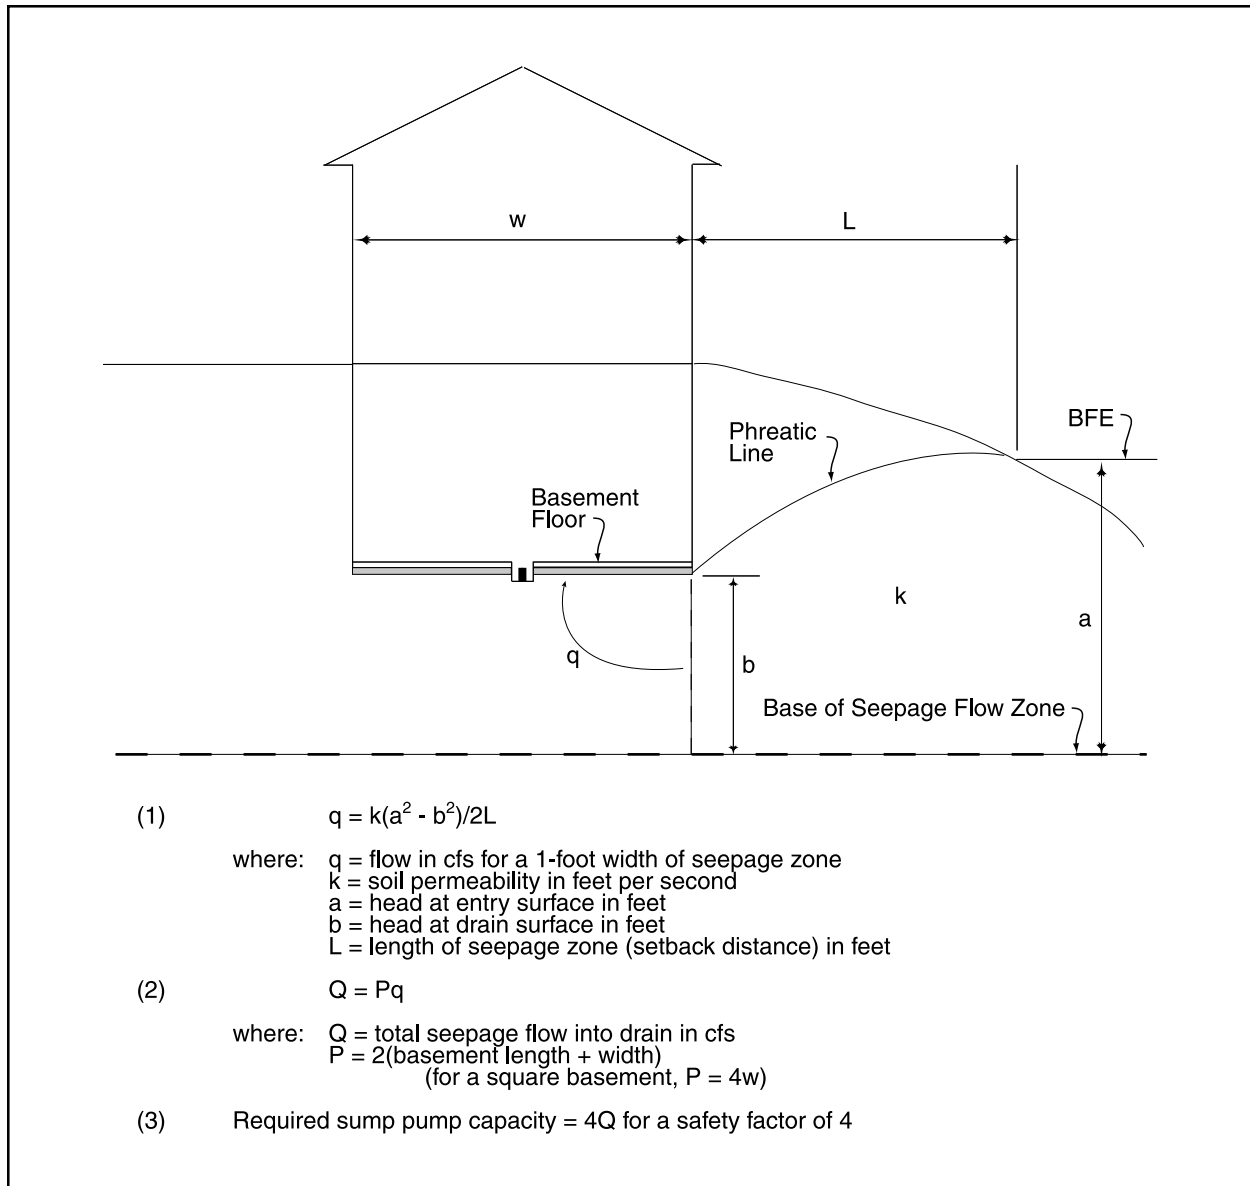 w
L
BFE
Phreatic
Line
Basement
Floor
k
a
q
b
Base of Seepage Flow Zone
(1) q = k(a² - b²)/2L
where: q = flow in cfs for a 1-foot width of seepage zone
k = soil permeability in feet per second
a = head at entry surface in feet
b = head at drain surface in feet
L = length of seepage zone (setback distance) in feet
(2) Q = Pq
where: Q = total seepage flow into drain in cfs
P = 2(basement length + width)
(for a square basement, P = 4w)
(3) Required sump pump capacity = 4Q for a safety factor of 4